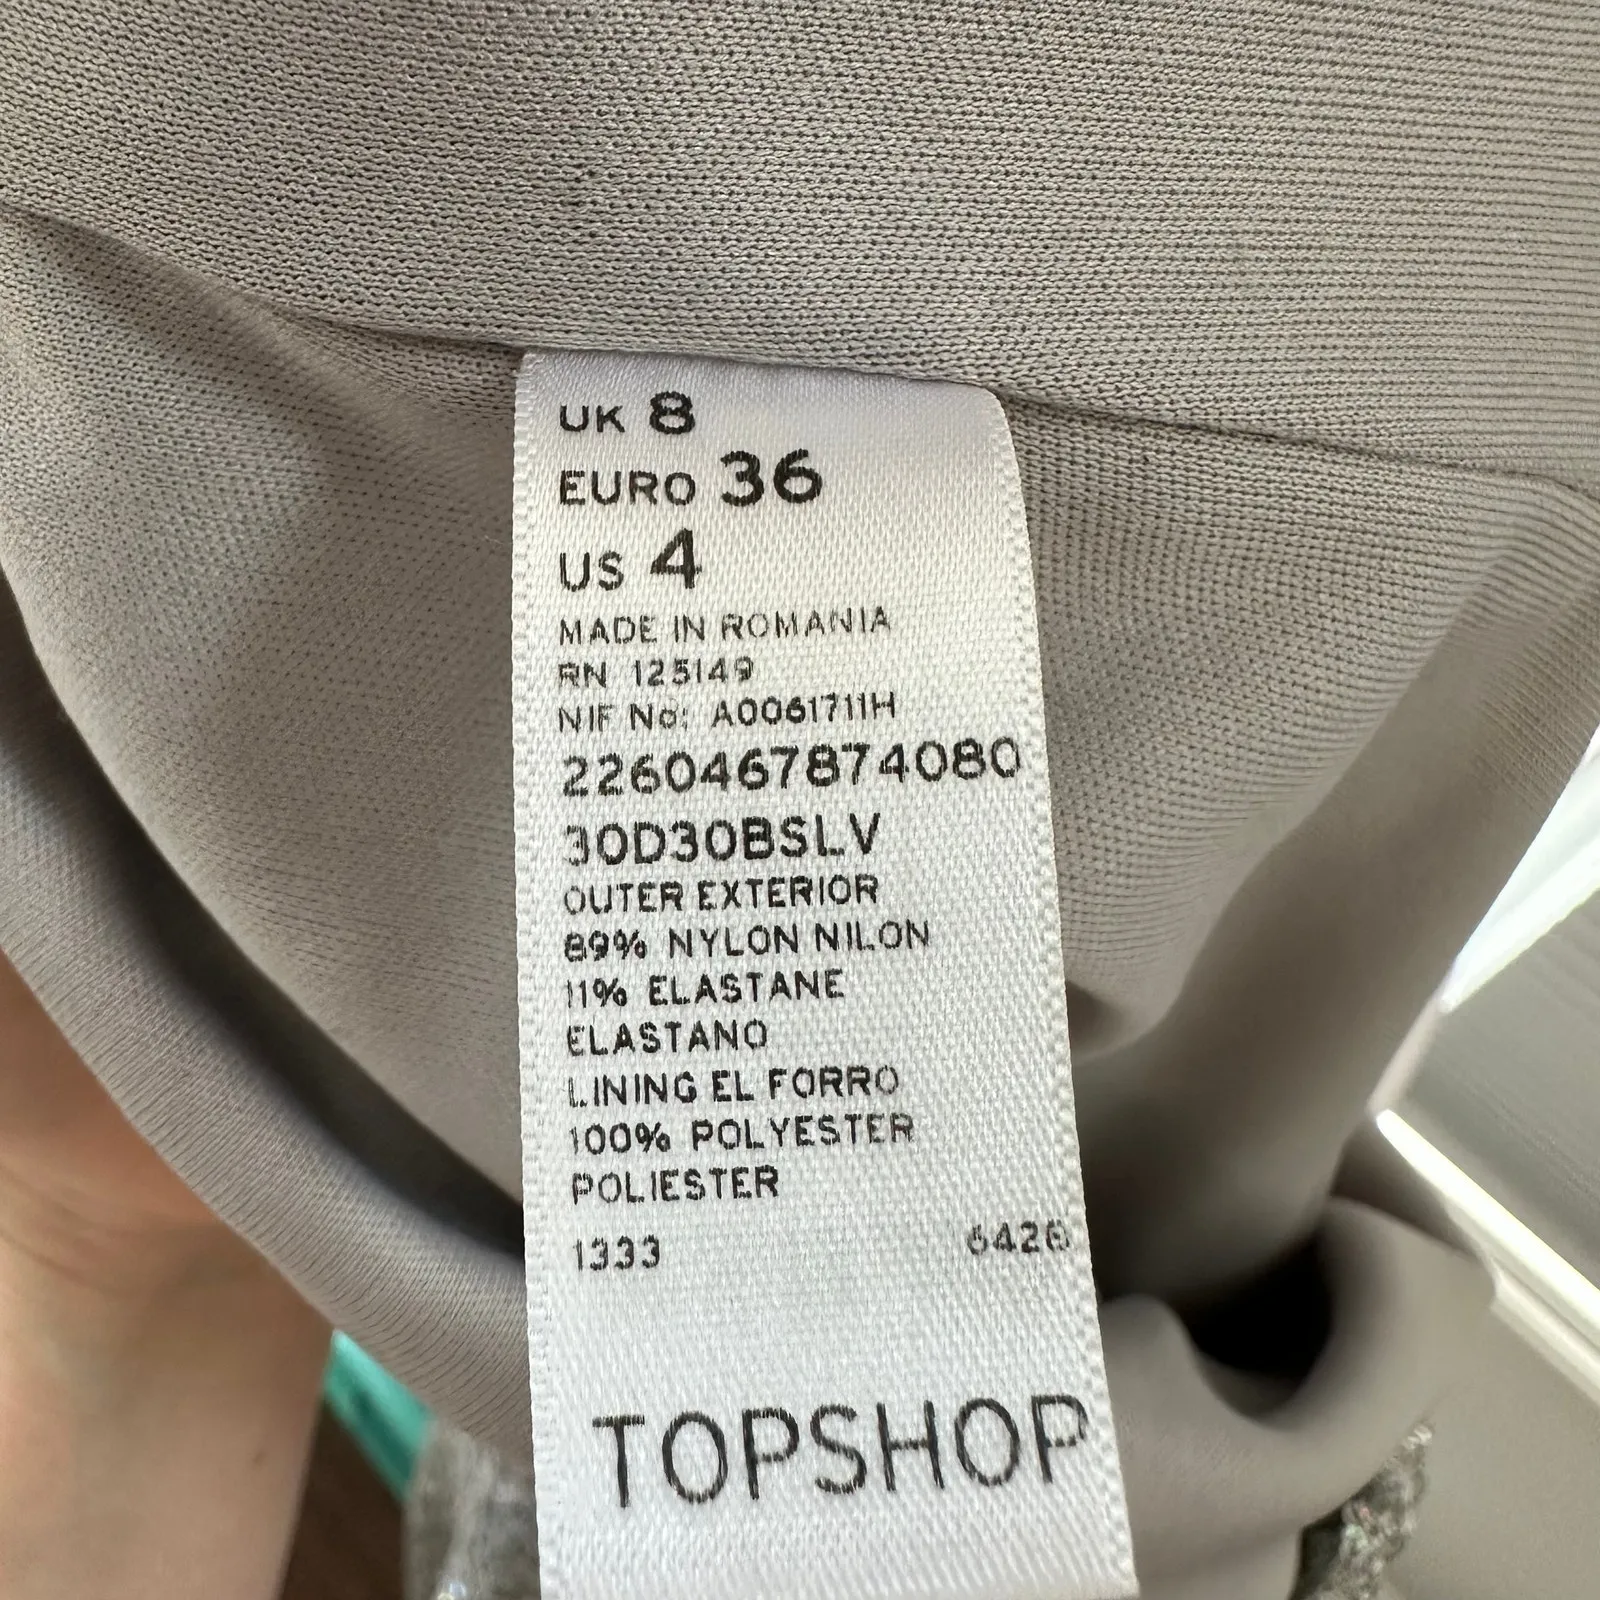 UK 8
EURO 36
US 4
MADE IN ROMANIA
RN 125149
NIF No: A0061711H
2260467874080
30D30BSLV
OUTER EXTERIOR
89% NYLON NILON
11% ELASTANE
ELASTANO
LINING EL FORRO
100% POLYESTER
POLIESTER
1333 6426
TOPSHOP